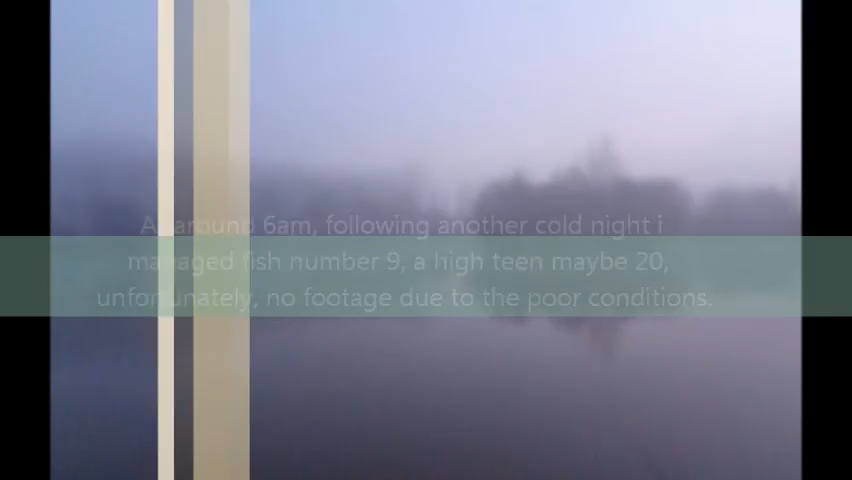 At around 6am, following another cold night i
managed fish number 9, a high teen maybe 20,
unfortunately, no footage due to the poor conditions.